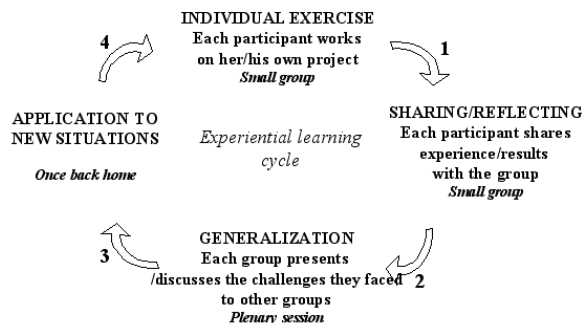 INDIVIDUAL EXERCISE
Each participant works
on her/his own project
Small group
4
1
APPLICATION TO
NEW SITUATIONS
Once back home
Experiential learning
cycle
SHARING/REFLECTING
Each participant shares
experience/results
with the group
Small group
GENERALIZATION
Each group presents
/discusses the challenges they faced
to other groups
Plenary session
3
2